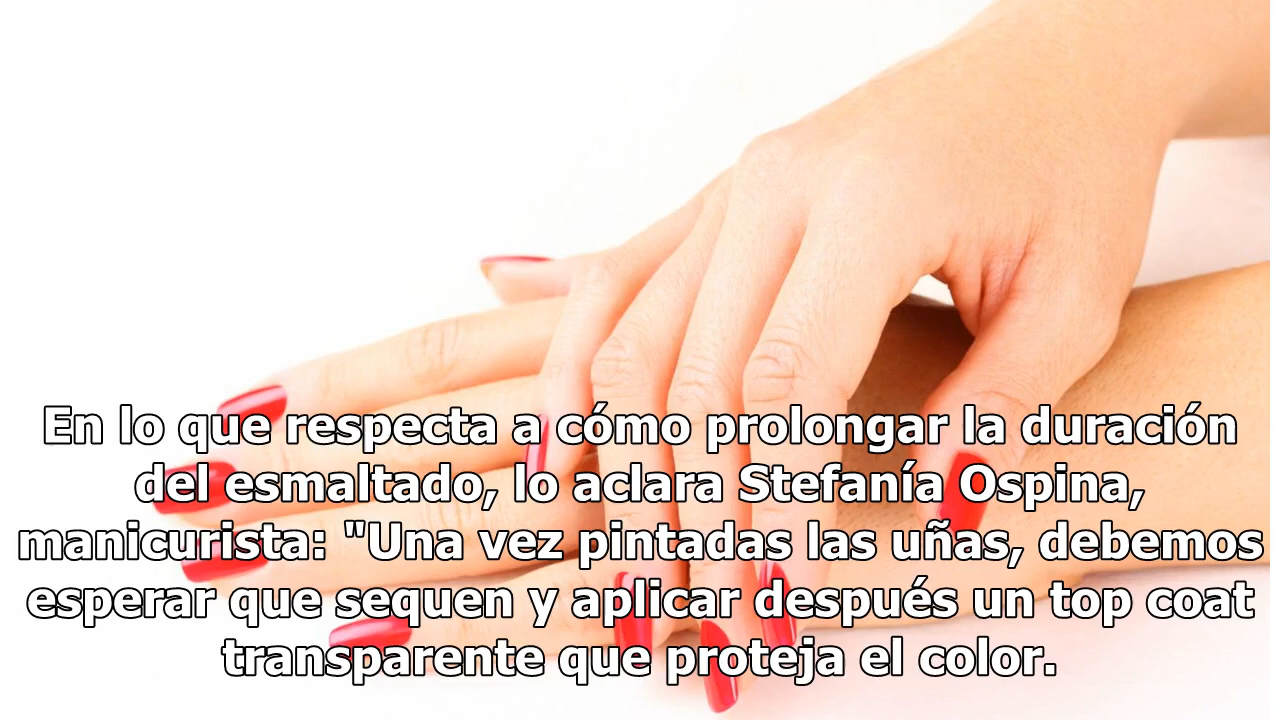 En lo que respecta a cómo prolongar la duración
del esmaltado, lo aclara Stefanía Ospina,
manicurista: "Una vez pintadas las uñas, debemos
esperar que sequen y aplicar después un top coat
transparente que proteja el color.